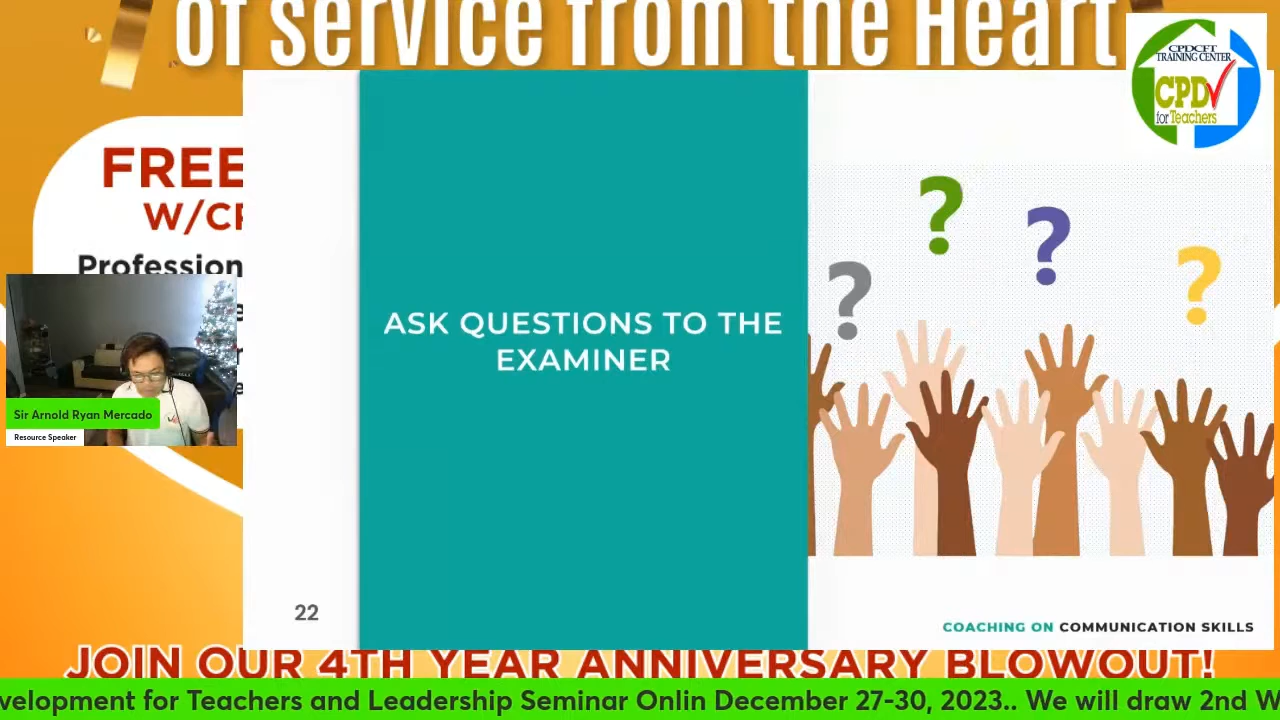 of service from the Heart
CPDCFT
TRAINING CENTER
CPD
for Teachers
FREE
W/CP
Profession
ASK QUESTIONS TO THE
EXAMINER
? ? ? ?
Sir Arnold Ryan Mercado
Resource Speaker
22
COACHING ON COMMUNICATION SKILLS
JOIN OUR 4TH YEAR ANNIVERSARY BLOWOUT!
velopment for Teachers and Leadership Seminar Onlin December 27-30, 2023.. We will draw 2nd W